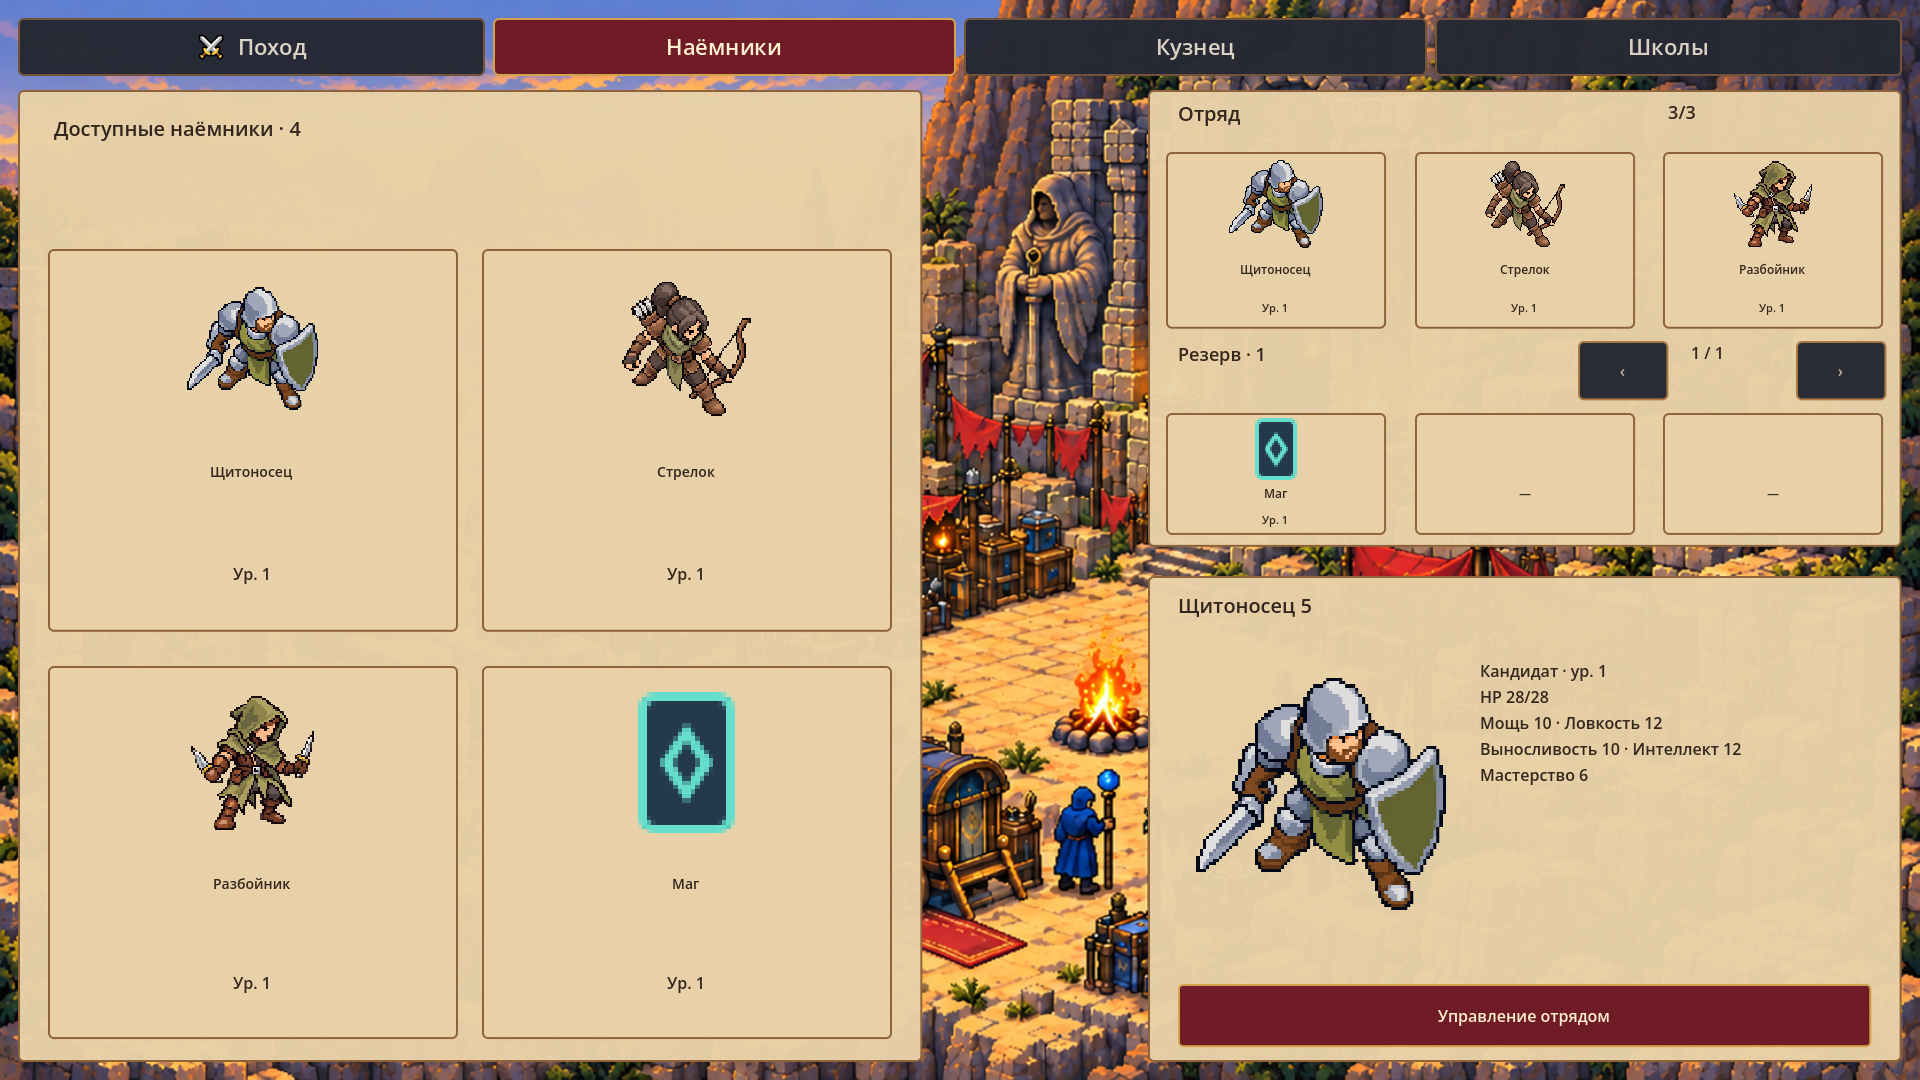 Поход
Наёмники
Кузнец
Школы
Доступные наёмники · 4
Щитоносец
Ур. 1
Стрелок
Ур. 1
Разбойник
Ур. 1
Маг
Ур. 1
Отряд
3/3
Щитоносец
Ур. 1
Стрелок
Ур. 1
Разбойник
Ур. 1
Резерв · 1
‹
1 / 1
›
Маг
Ур. 1
—
—
Щитоносец 5
Кандидат · ур. 1
HP 28/28
Мощь 10 · Ловкость 12
Выносливость 10 · Интеллект 12
Мастерство 6
Управление отрядом